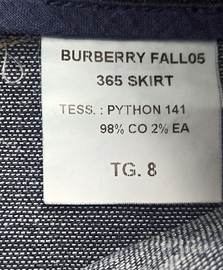 BURBERRY FALL05
365 SKIRT
TESS. : PYTHON 141
98% CO 2% EA
TG. 8